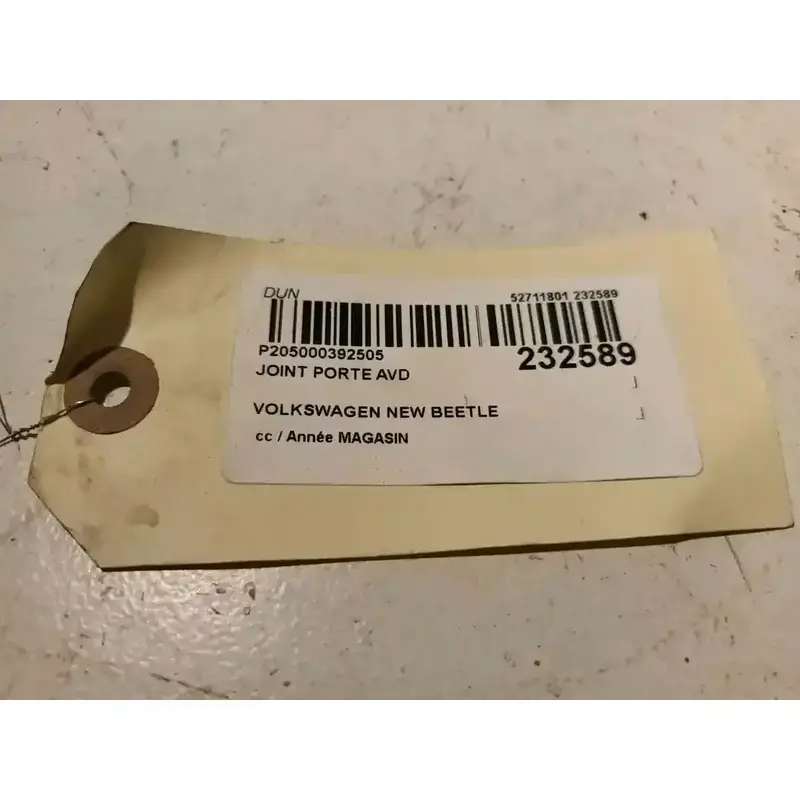 DUN 52711801 232589
P205000392505 232589
JOINT PORTE AVD
VOLKSWAGEN NEW BEETLE
cc / Année MAGASIN